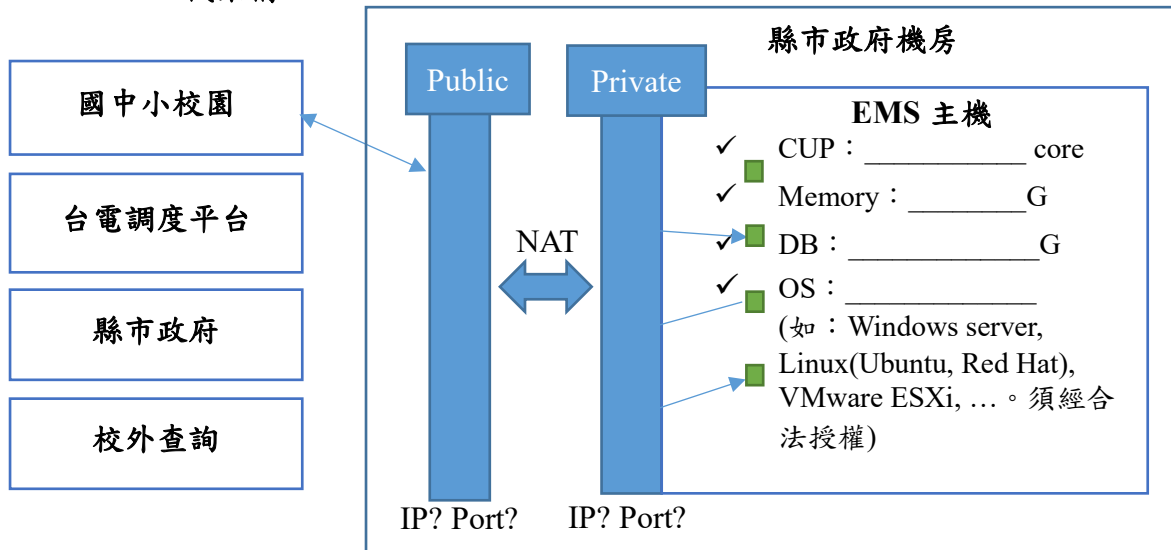 縣市政府機房
國中小校園
台電調度平台
縣市政府
校外查詢
Public
Private
NAT
IP? Port?
IP? Port?
EMS 主機
✓ CUP：___________ core
✓ Memory：________G
✓ DB：_____________G
✓ OS：_____________
(如：Windows server,
Linux(Ubuntu, Red Hat),
VMware ESXi, …。須經合
法授權)